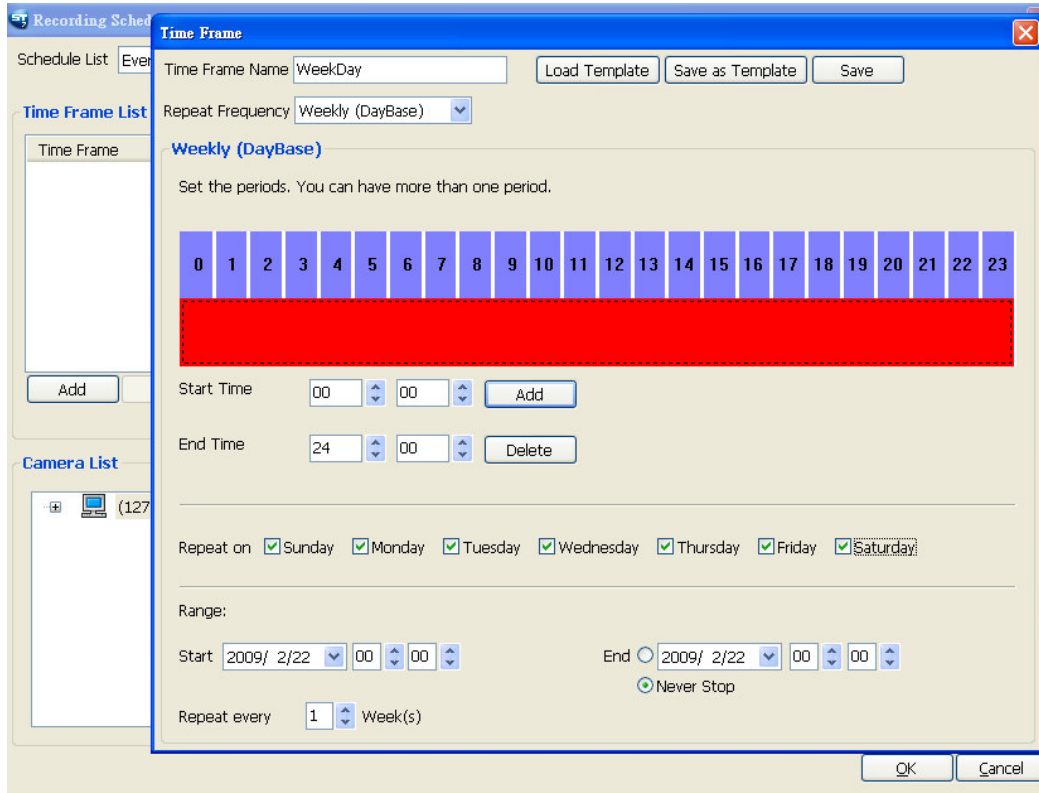 Recording Sched
Schedule List Ever
Time Frame List
Time Frame
Add
Camera List
(127
Time Frame
Time Frame Name WeekDay Load Template Save as Template Save
Repeat Frequency Weekly (DayBase)
Weekly (DayBase)
Set the periods. You can have more than one period.
0 1 2 3 4 5 6 7 8 9 10 11 12 13 14 15 16 17 18 19 20 21 22 23
Start Time 00 00 Add
End Time 24 00 Delete
Repeat on Sunday Monday Tuesday Wednesday Thursday Friday Saturday
Range:
Start 2009/ 2/22 00 00 End 2009/ 2/22 00 00
Never Stop
Repeat every 1 Week(s)
OK Cancel